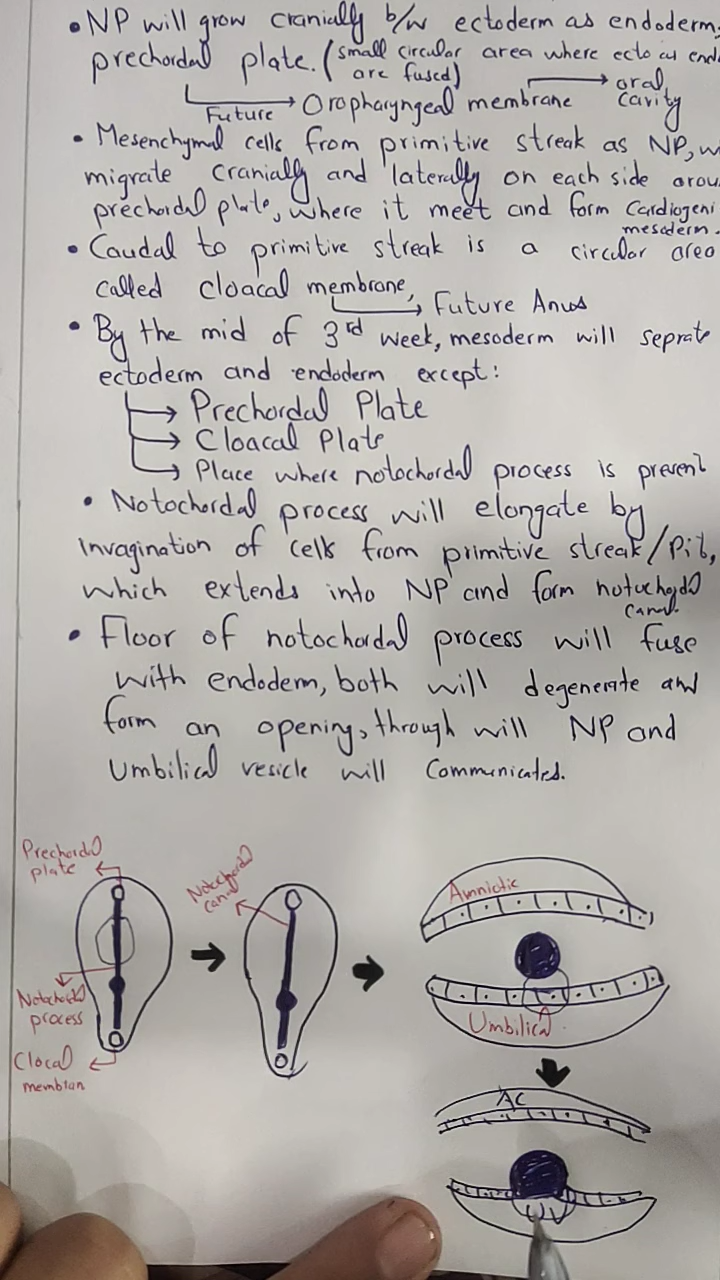 • NP will grow cranially b/w ectoderm as endoderm,
prechordal plate. (small circular area where ecto as end
are fused)
Future → Oropharyngeal membrane → oral cavity
• Mesenchymal cells from primitive streak as NP, w
migrate cranially and laterally on each side arou
prechordal plate, where it meet and form Cardiogeni
mesoderm.
• Caudal to primitive streak is a circular area
called cloacal membrane,
→ Future Anus
• By the mid of 3rd week, mesoderm will seprate
ectoderm and endoderm except:
→ Prechordal Plate
→ Cloacal Plate
→ Place where notochordal process is present
• Notochordal process will elongate by
invagination of cells from primitive streak/Pit,
which extends into NP and form notochordal
canal.
• Floor of notochordal process will fuse
with endoderm, both will degenerate and
form an opening, through will NP and
Umbilical vesicle will Communicated.
Prechordal
plate
Notochordal
process
Clocal
membran
Notochordal
canal
Amniotic
Umbilical
AC
UV